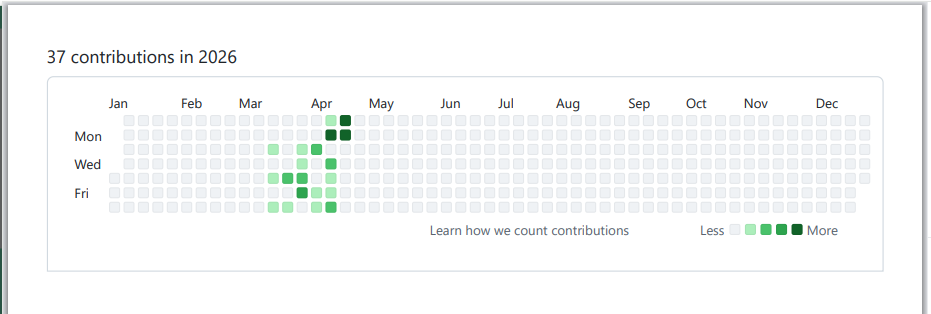 37 contributions in 2026
Jan Feb Mar Apr May Jun Jul Aug Sep Oct Nov Dec
Mon
Wed
Fri
Learn how we count contributions Less More